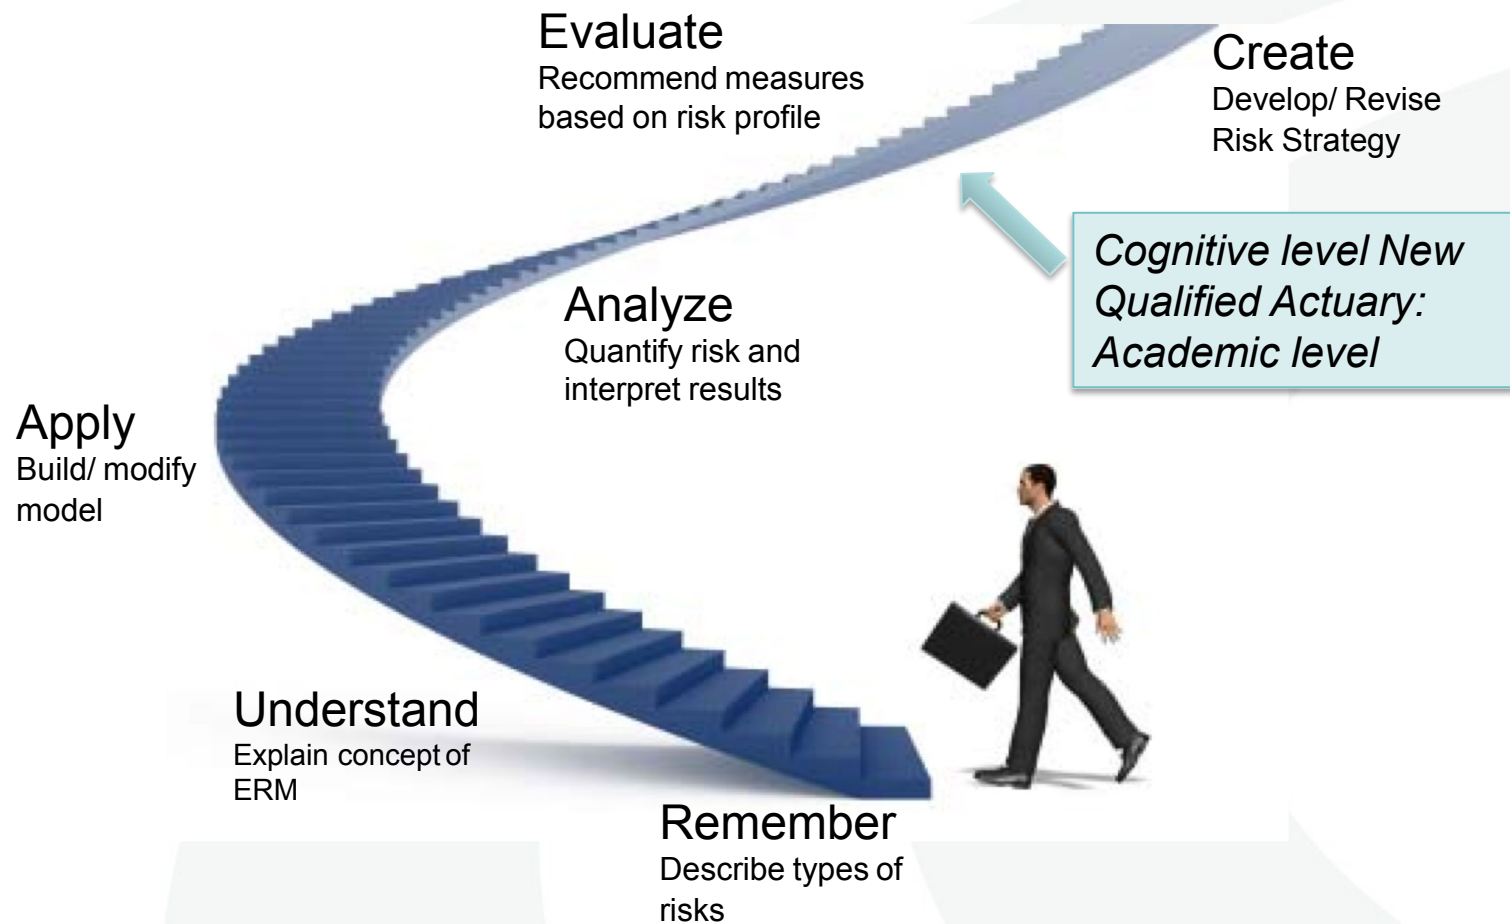 Evaluate
Recommend measures
based on risk profile
Create
Develop/ Revise
Risk Strategy
Cognitive level New
Qualified Actuary:
Academic level
Analyze
Quantify risk and
interpret results
Apply
Build/ modify
model
Understand
Explain concept of
ERM
Remember
Describe types of
risks